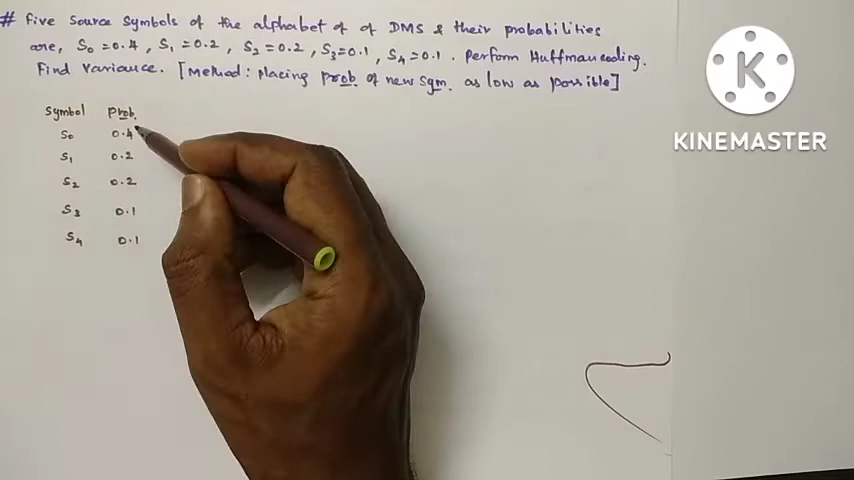 # Five Source Symbols of the alphabet of of DMS & their probabilities
are, S0 = 0.4, S1 = 0.2, S2 = 0.2, S3 = 0.1, S4 = 0.1. Perform Huffman coding.
Find Variance. [Method: Placing prob. of new sym. as low as possible]
Symbol Prob.
S0 0.4
S1 0.2
S2 0.2
S3 0.1
S4 0.1
K
KINEMASTER